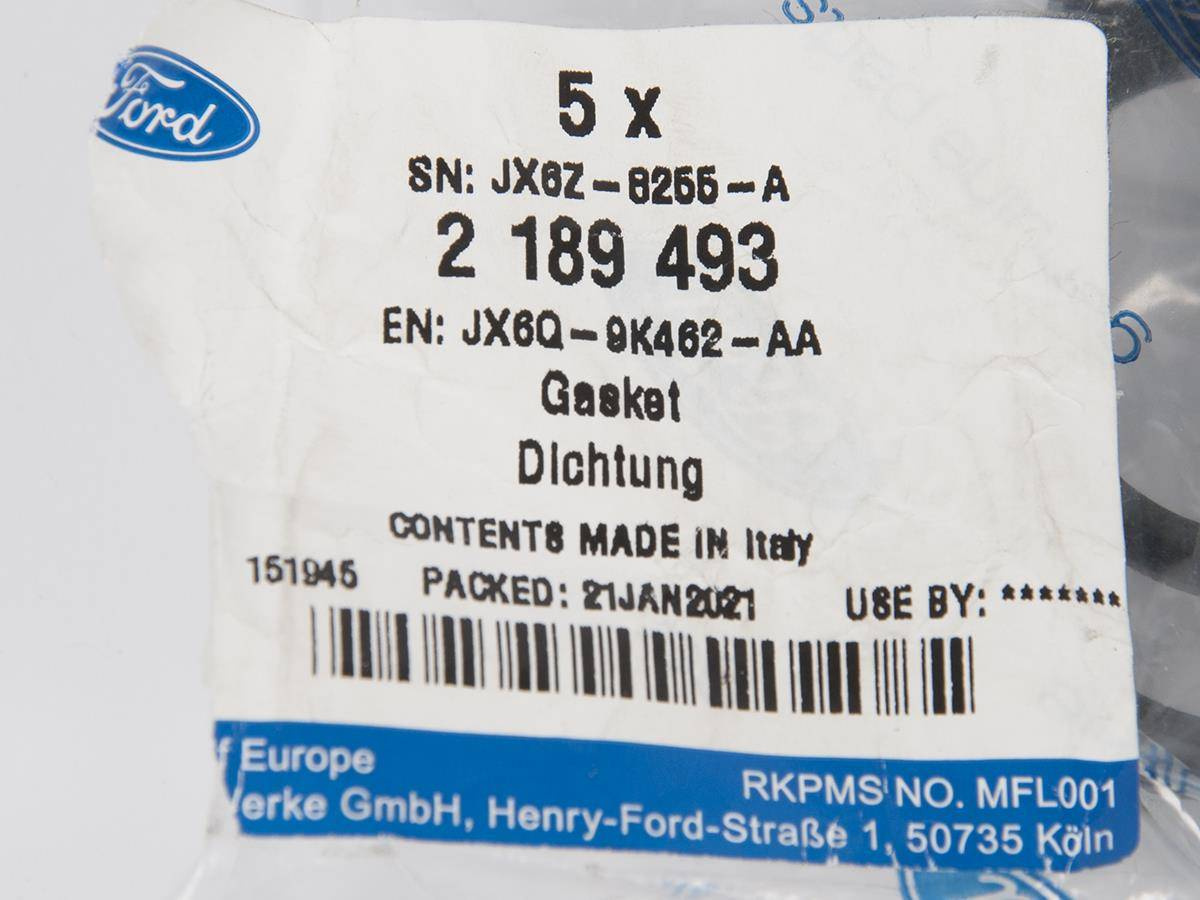 Ford
5 x
SN: JX6Z-8255-A
2 189 493
EN: JX6Q-9K462-AA
Gasket
Dichtung
CONTENTS MADE IN Italy
151945 PACKED: 21JAN2021 USE BY: *******
f Europe
RKPMS NO. MFL001
erke GmbH, Henry-Ford-Straße 1, 50735 Köln